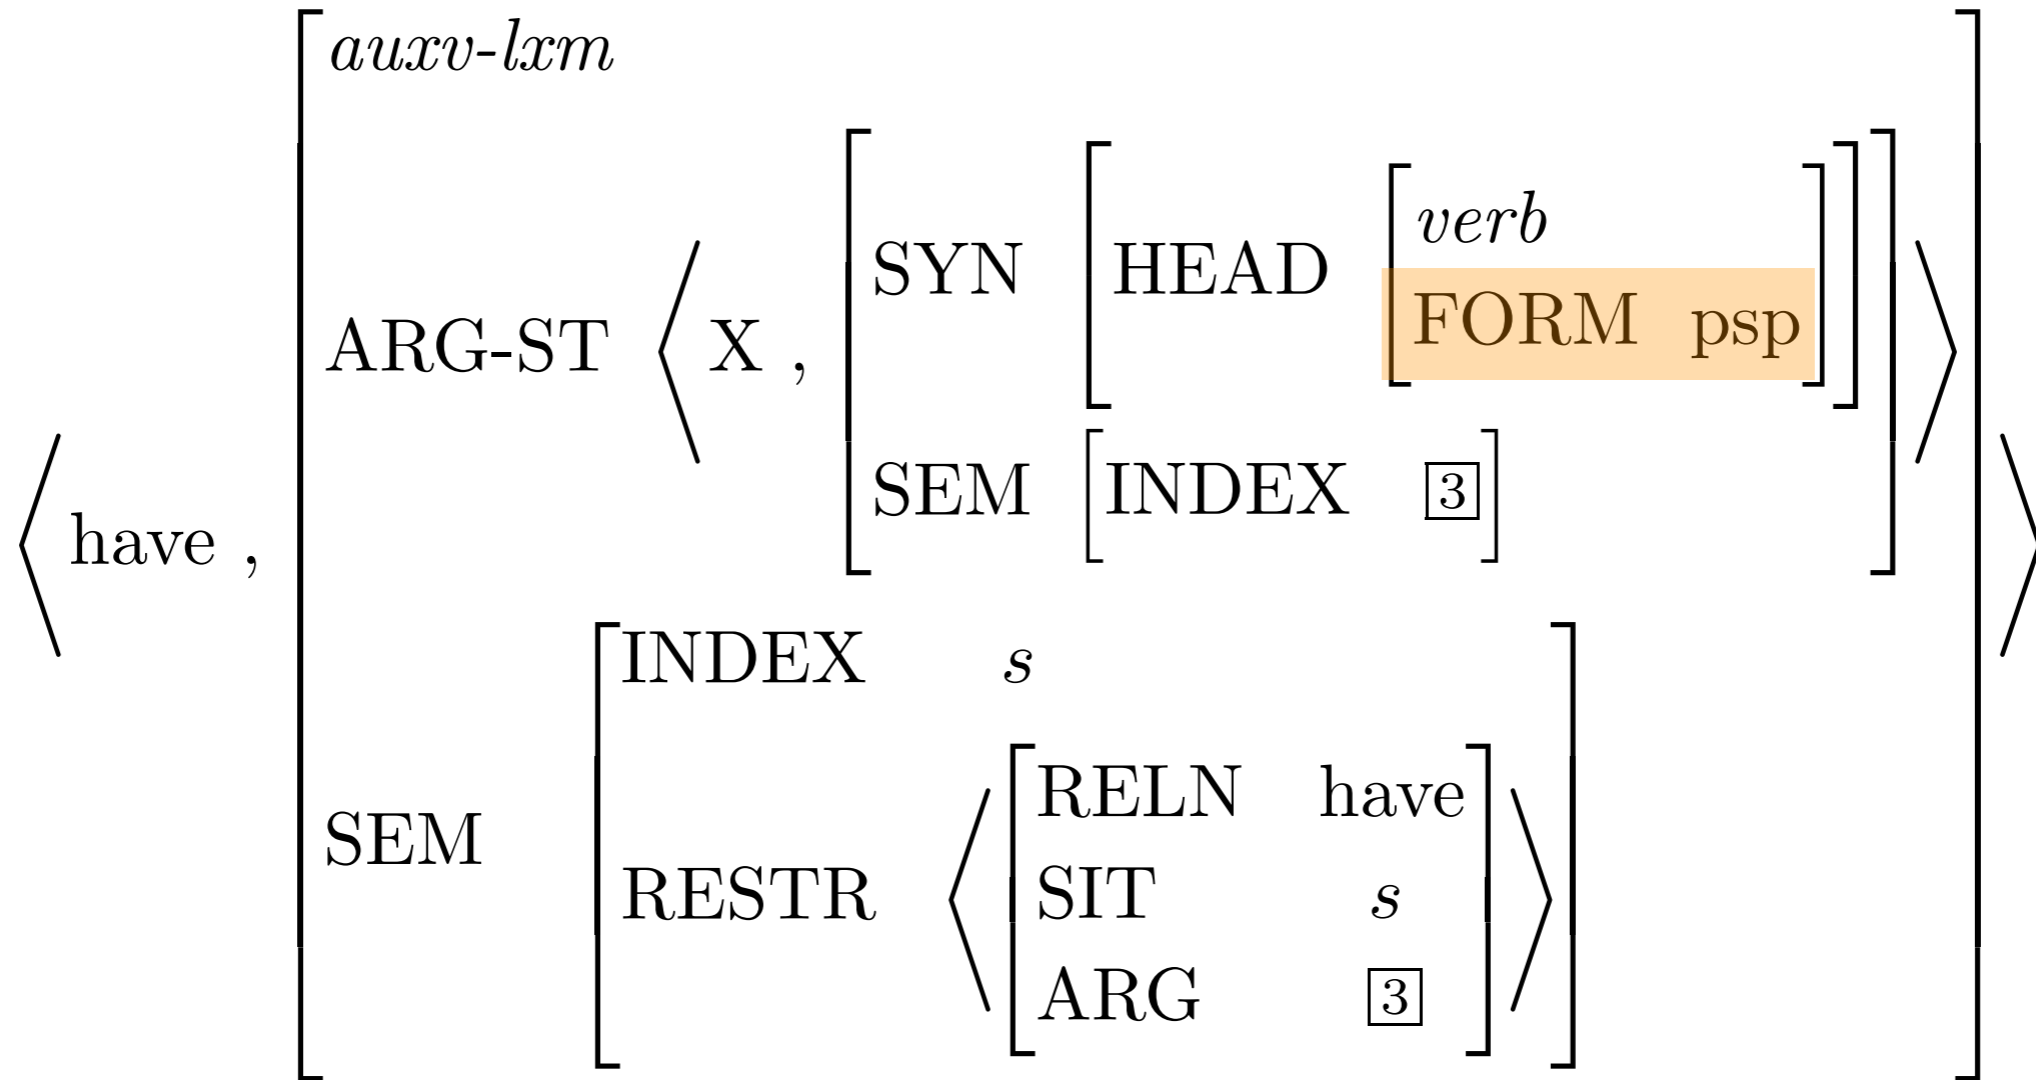 auxv-lxm
verb
SYN HEAD
FORM psp
ARG-ST ⟨ X ,
SEM [INDEX 3]
⟨ have ,
INDEX s
RELN have
SEM
RESTR ⟨ SIT s ⟩
ARG 3